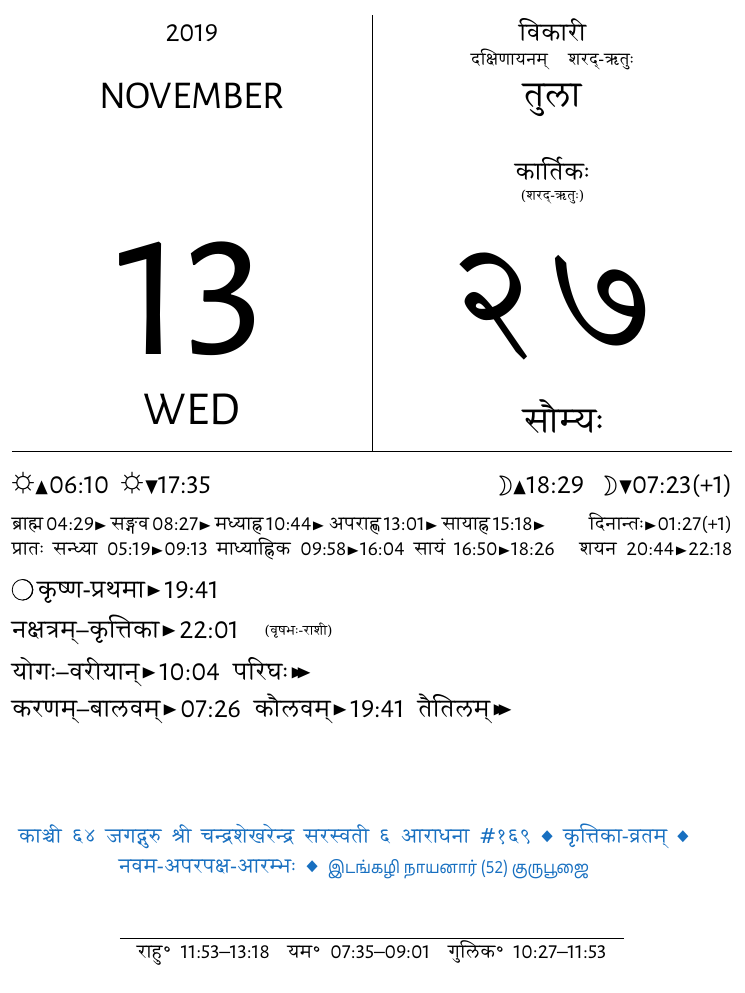 2019
NOVEMBER
13
WED
विकारी
दक्षिणायनम् शरद्-ऋतुः
तुला
कार्तिकः
(शरद्-ऋतुः)
२७
सौम्यः
☼▲06:10 ☼▼17:35 ☽▲18:29 ☽▼07:23(+1)
ब्राह्म 04:29► सङ्गव 08:27► मध्याह्न 10:44► अपराह्ण 13:01► सायाह्न 15:18► दिनान्तः►01:27(+1)
प्रातः सन्ध्या 05:19►09:13 माध्याह्निक 09:58►16:04 सायं 16:50►18:26 शयन 20:44►22:18
◯ कृष्ण-प्रथमा►19:41
नक्षत्रम्–कृत्तिका►22:01 (वृषभः-राशी)
योगः–वरीयान्►10:04 परिघः►►
करणम्–बालवम्►07:26 कौलवम्►19:41 तैतिलम्►►
काञ्ची ६४ जगद्गुरु श्री चन्द्रशेखरेन्द्र सरस्वती ६ आराधना #१६९ ◆ कृत्तिका-व्रतम् ◆
नवम-अपरपक्ष-आरम्भः ◆ இடங்கழி நாயனார் (52) குருபூஜை
राहु॰ 11:53–13:18 यम॰ 07:35–09:01 गुलिक॰ 10:27–11:53